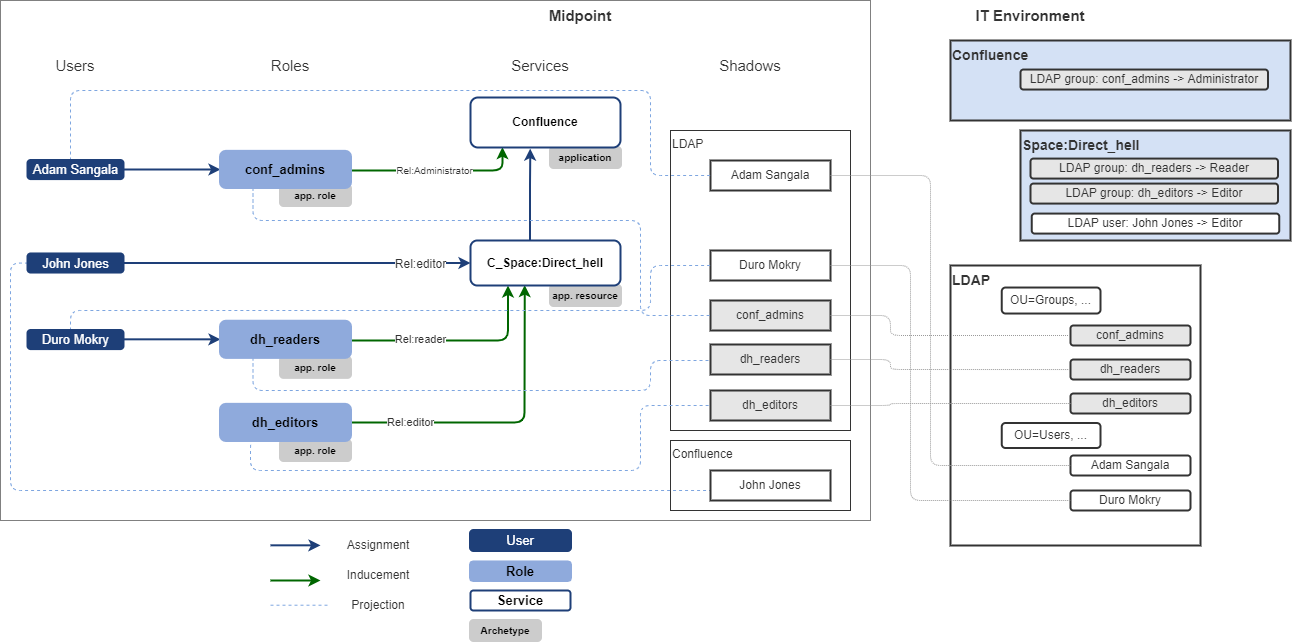 Midpoint
IT Environment
Users
Roles
Services
Shadows
Confluence
LDAP group: conf_admins -> Administrator
Confluence
application
LDAP
Space:Direct_hell
LDAP group: dh_readers -> Reader
LDAP group: dh_editors -> Editor
LDAP user: John Jones -> Editor
Adam Sangala
conf_admins
app. role
Rel:Administrator
Adam Sangala
John Jones
Rel:editor
C_Space:Direct_hell
app. resource
Duro Mokry
conf_admins
Duro Mokry
dh_readers
app. role
Rel:reader
dh_readers
dh_editors
app. role
Rel:editor
dh_editors
Confluence
John Jones
LDAP
OU=Groups, ...
conf_admins
dh_readers
dh_editors
OU=Users, ...
Adam Sangala
Duro Mokry
Assignment
Inducement
Projection
User
Role
Service
Archetype